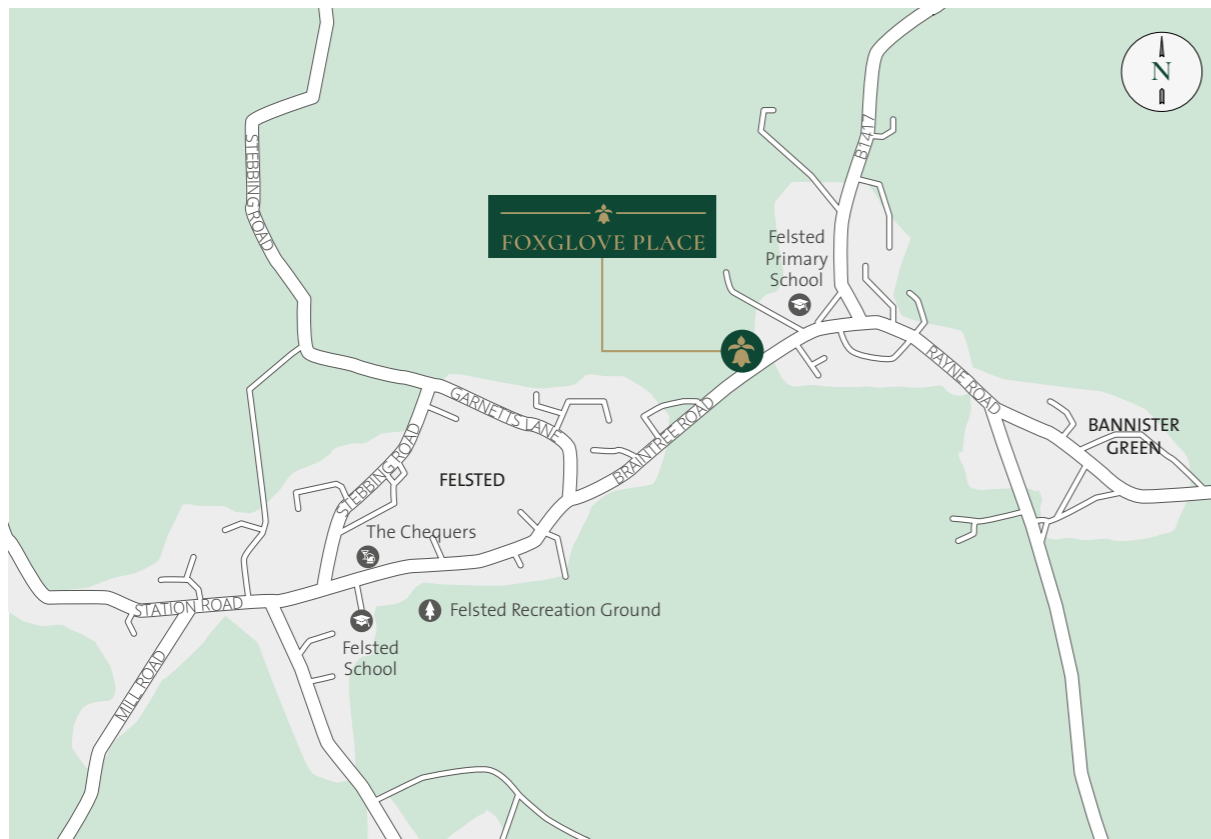 N
STEBBING ROAD
B1417
FOXGLOVE PLACE
Felsted
Primary
School
RAYNE ROAD
GARNETTS LANE
BRAINTREE ROAD
BANNISTER
GREEN
STEBBING ROAD
FELSTED
The Chequers
STATION ROAD
Felsted Recreation Ground
Felsted
School
MILL ROAD